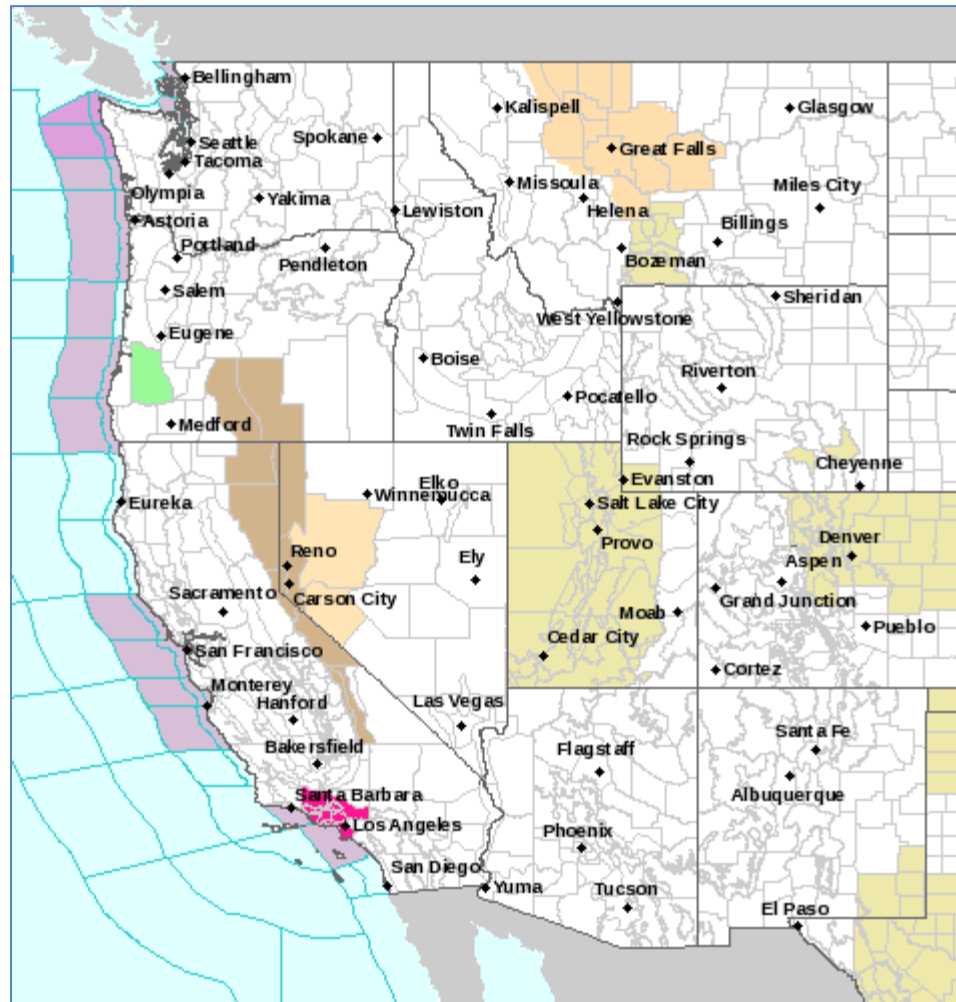 Bellingham
Kalispell
Glasgow
Seattle
Spokane
Great Falls
Tacoma
Missoula
Miles City
Olympia
Yakima
Helena
Lewiston
Astoria
Billings
Portland
Pendleton
Bozeman
Salem
Sheridan
West Yellowstone
Eugene
Boise
Riverton
Pocatello
Medford
Twin Falls
Rock Springs
Cheyenne
Evanston
Elko
Winnemucca
Eureka
Salt Lake City
Provo
Denver
Reno
Ely
Aspen
Sacramento
Carson City
Grand Junction
Moab
Pueblo
San Francisco
Cedar City
Cortez
Monterey
Hanford
Las Vegas
Bakersfield
Flagstaff
Santa Fe
Santa Barbara
Albuquerque
Los Angeles
Phoenix
San Diego
Yuma
Tucson
El Paso